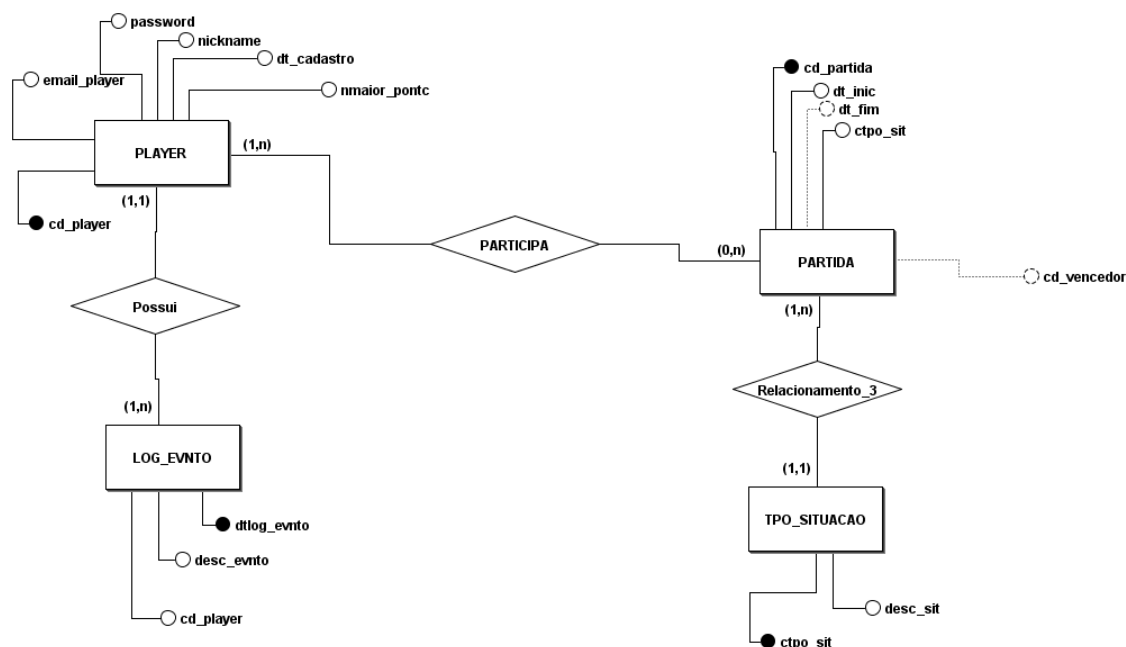 password
nickname
dt_cadastro
email_player
nmaior_pontc
PLAYER
(1,n)
(1,1)
cd_player
cd_partida
dt_inic
dt_fim
ctpo_sit
PARTICIPA
(0,n)
PARTIDA
cd_vencedor
(1,n)
Possui
Relacionamento_3
(1,n)
LOG_EVNTO
(1,1)
TPO_SITUACAO
dtlog_evnto
desc_evnto
cd_player
desc_sit
ctpo_sit